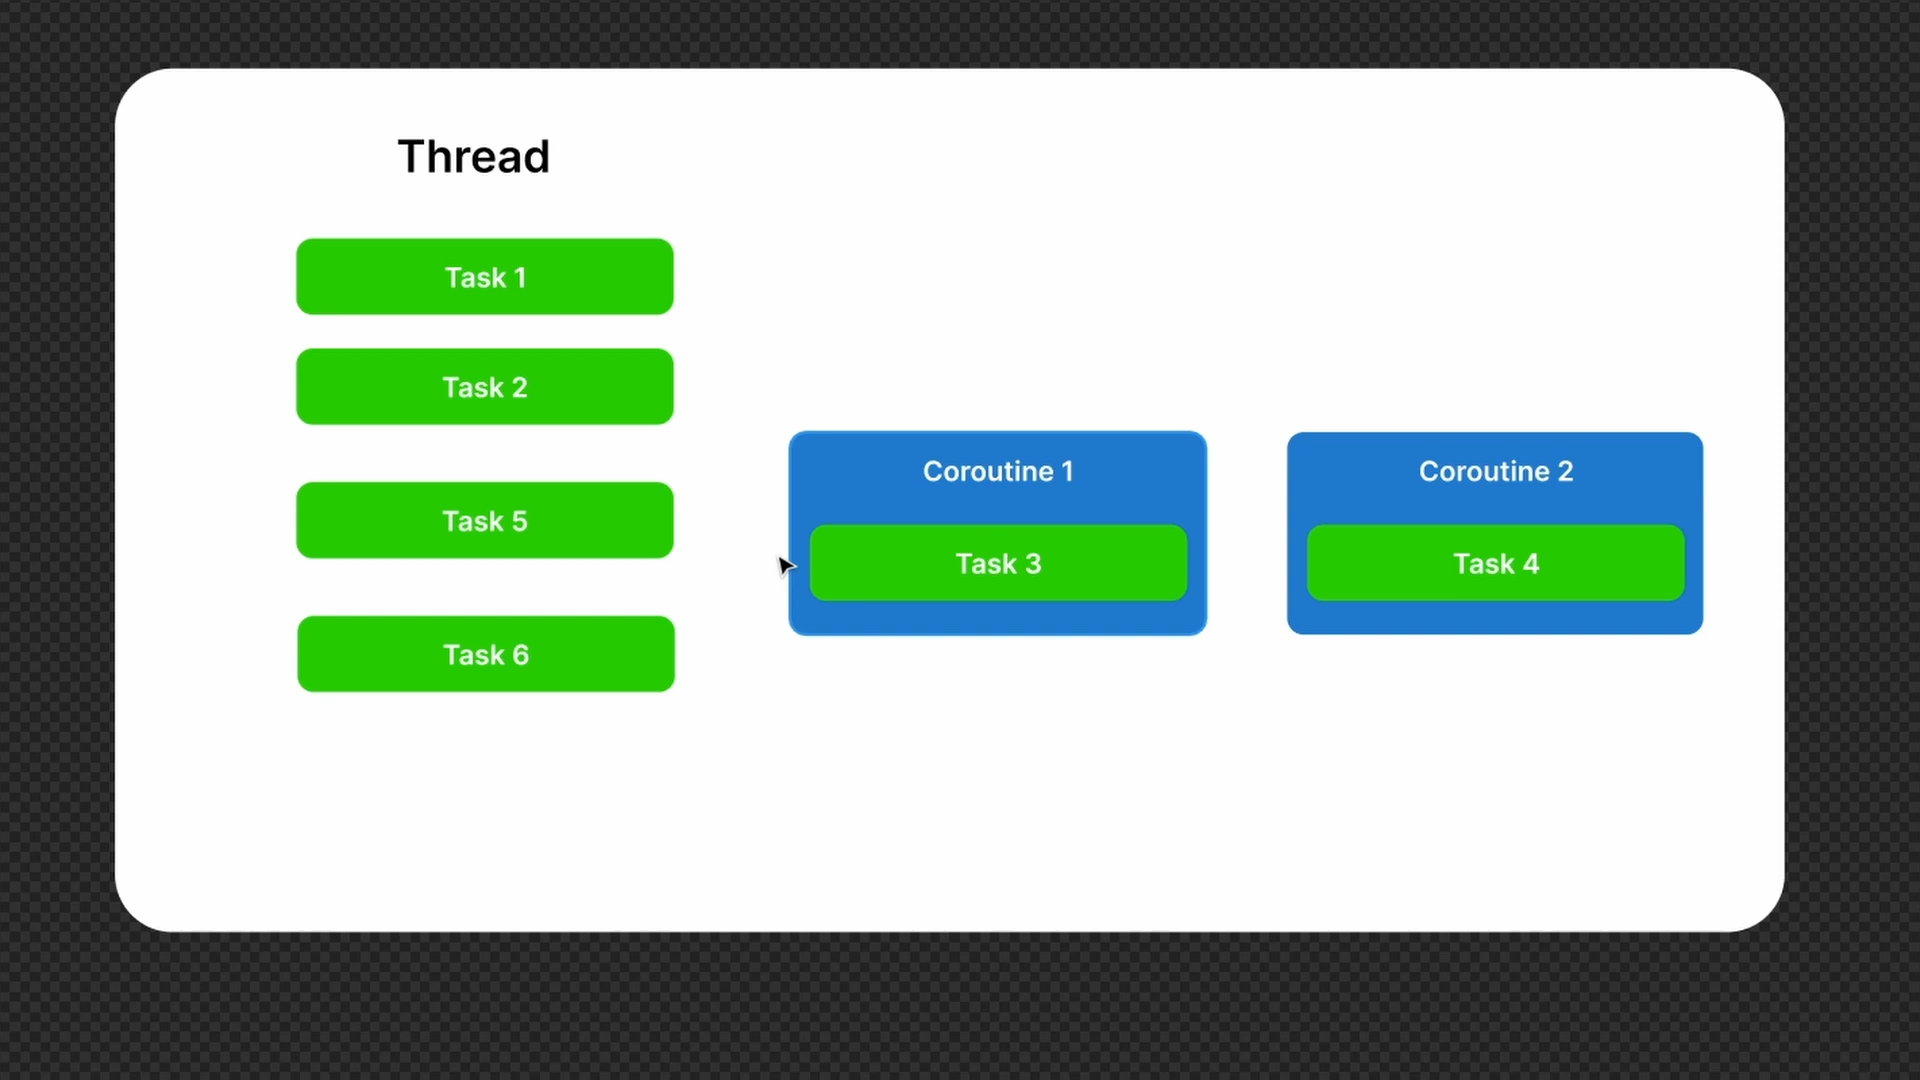 Thread
Task 1
Task 2
Task 5
Task 6
Coroutine 1
Task 3
Coroutine 2
Task 4